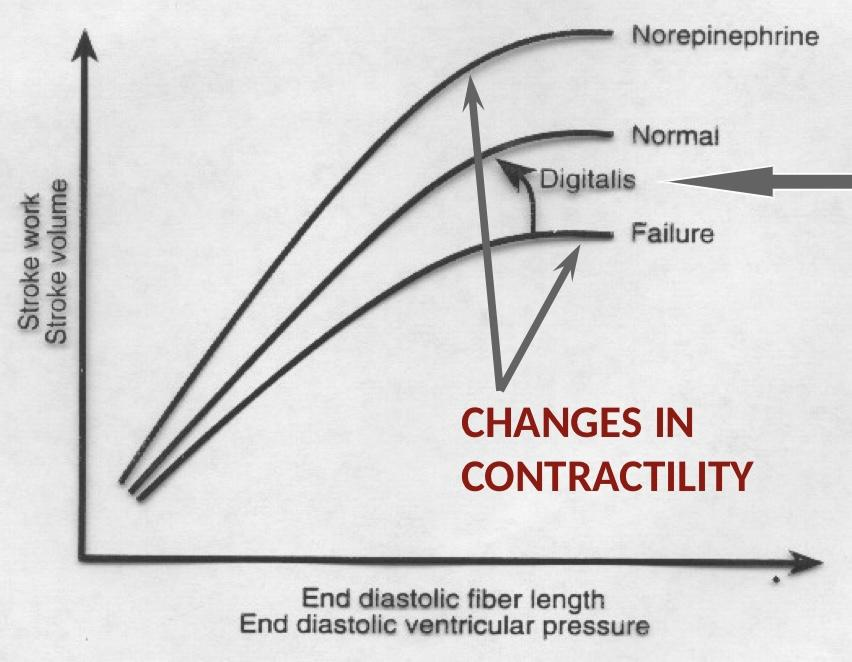 Norepinephrine
Normal
Digitalis
Failure
Stroke work
Stroke volume
CHANGES IN
CONTRACTILITY
End diastolic fiber length
End diastolic ventricular pressure